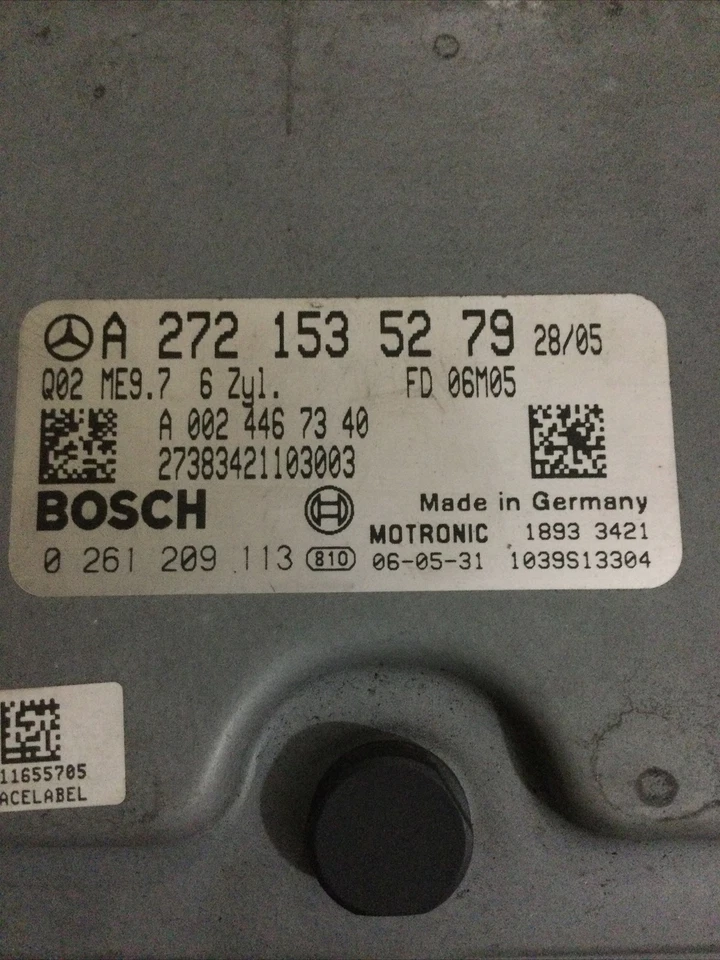 A 272 153 52 79 28/05
Q02 ME9.7 6 Zyl. FD 06M05
A 002 446 73 40
27383421103003
BOSCH Made in Germany
MOTRONIC 1893 3421
0 261 209 113 810 06-05-31 1039S13304
11655705
ACELABEL